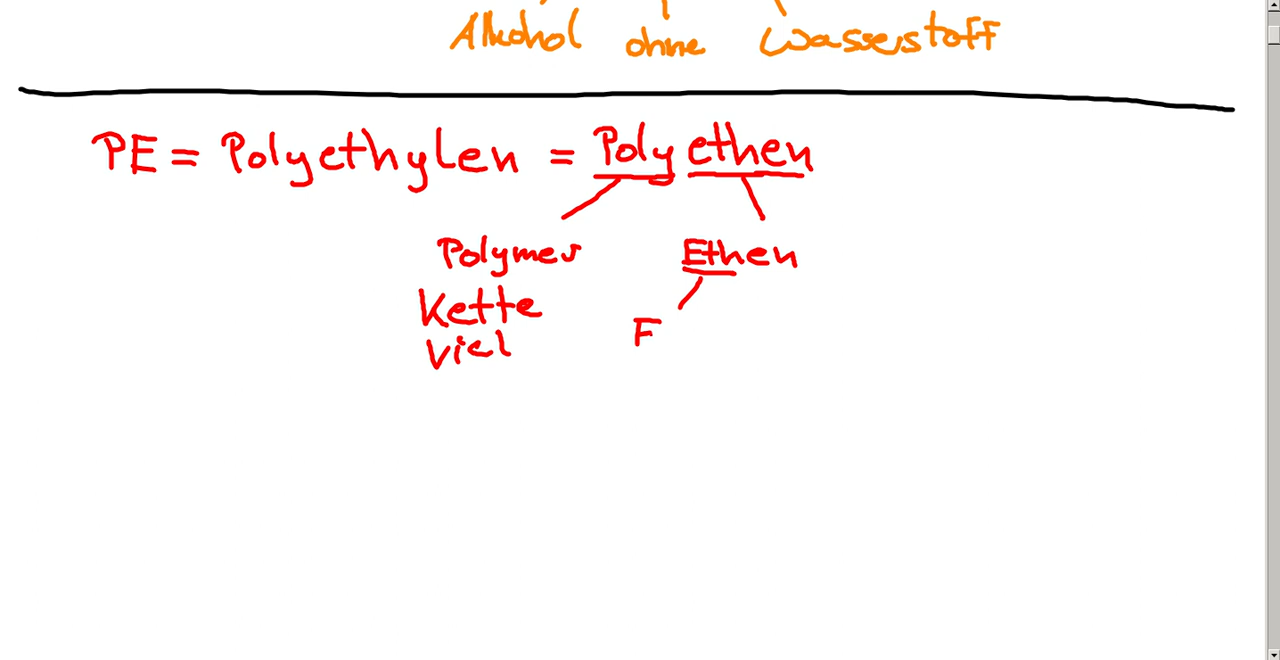 Alkohol ohne Wasserstoff
PE = Polyethylen = Polyethen
Polymer Ethen
Kette F
viel